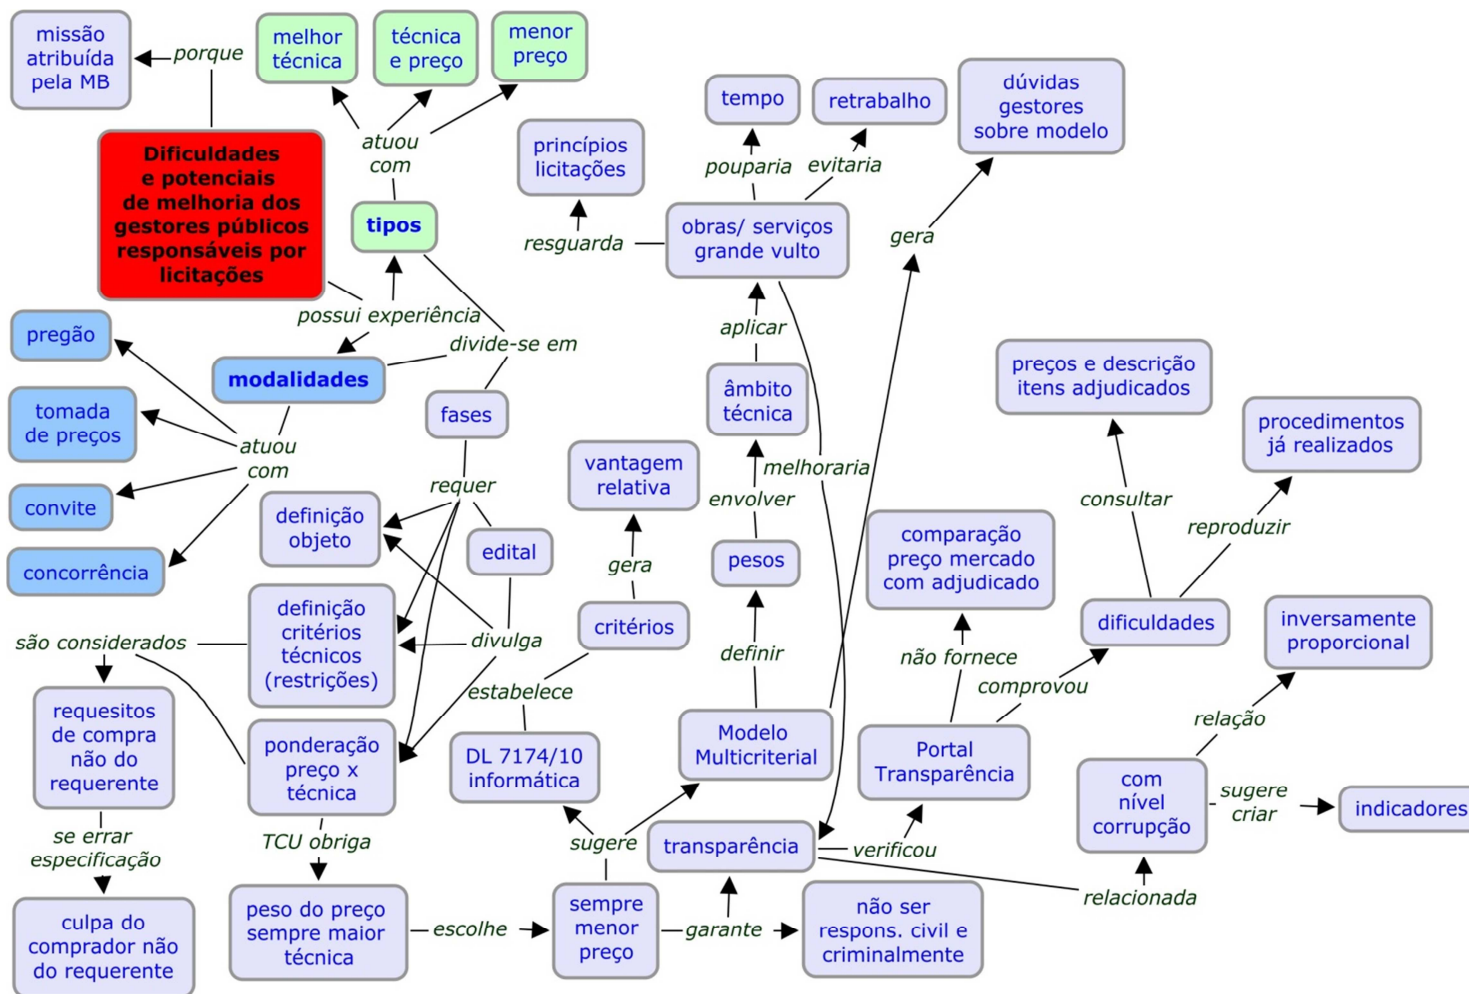 missão
atribuída
pela MB
porque
melhor
técnica
técnica
e preço
menor
preço
atuou
com
Dificuldades
e potenciais
de melhoria dos
gestores públicos
responsáveis por
licitações
tipos
possui experiência
divide-se em
modalidades
pregão
tomada
de preços
convite
concorrência
atuou
com
fases
requer
definição
objeto
edital
definição
critérios
técnicos
(restrições)
divulga
são considerados
requesitos
de compra
não do
requerente
se errar
especificação
culpa do
comprador não
do requerente
ponderação
preço x
técnica
TCU obriga
peso do preço
sempre maior
técnica
escolhe
sempre
menor
preço
sugere
garante
DL 7174/10
informática
estabelece
critérios
gera
vantagem
relativa
Modelo
Multicriterial
definir
pesos
envolver
âmbito
técnica
aplicar
obras/ serviços
grande vulto
resguarda
princípios
licitações
pouparia
tempo
evitaria
retrabalho
gera
dúvidas
gestores
sobre modelo
melhoraria
transparência
não ser
respons. civil e
criminalmente
verificou
Portal
Transparência
não fornece
comparação
preço mercado
com adjudicado
comprovou
dificuldades
consultar
preços e descrição
itens adjudicados
reproduzir
procedimentos
já realizados
relacionada
com
nível
corrupção
relação
inversamente
proporcional
sugere
criar
indicadores